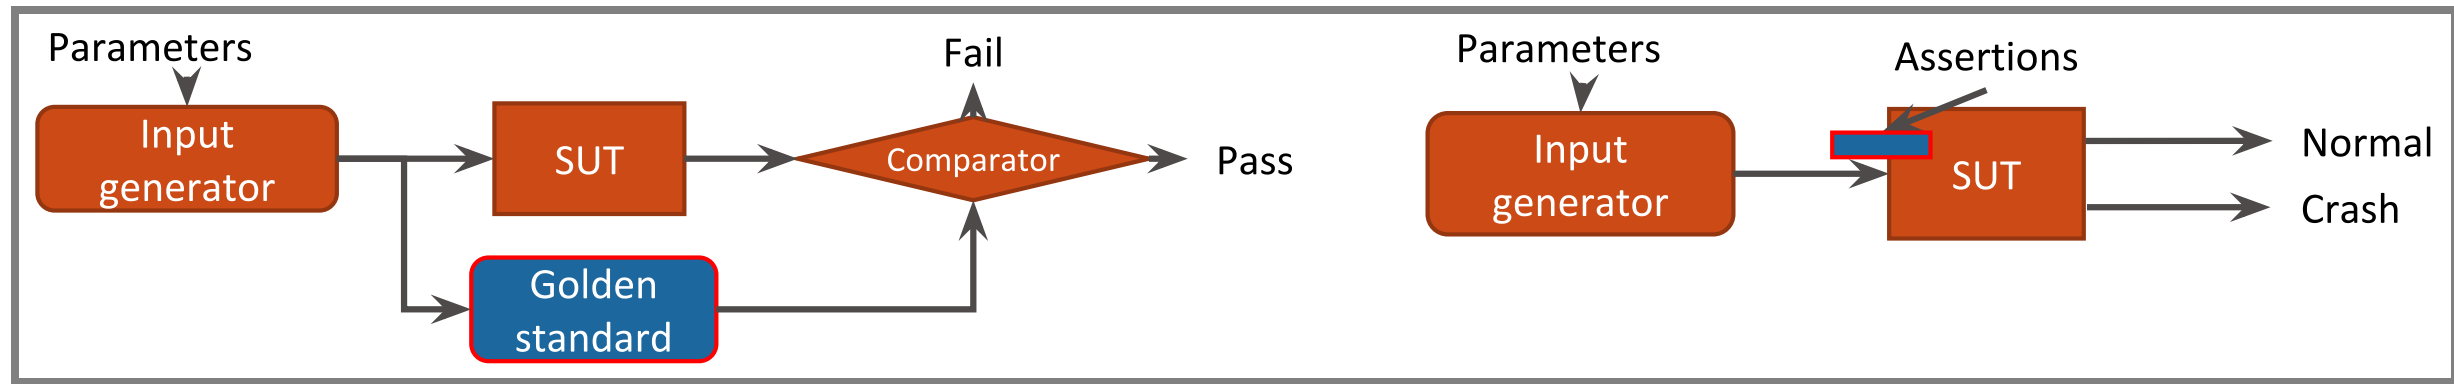 Parameters
Input
generator
SUT
Golden
standard
Fail
Comparator
Pass
Parameters
Input
generator
Assertions
SUT
Normal
Crash